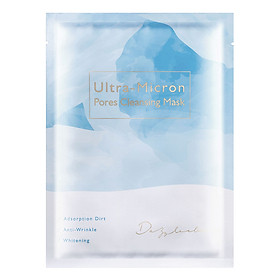 Ultra-Micron
Pores Cleansing Mask
Absorption Dirt
Anti-Wrinkle
Whitening